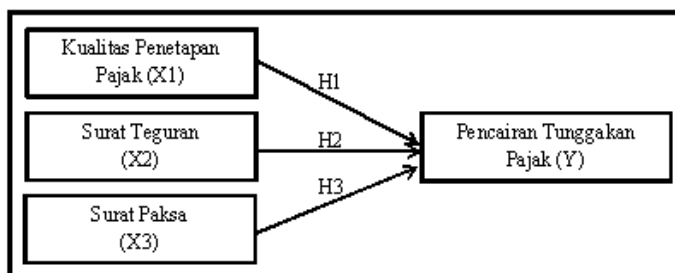 Kualitas Penetapan
Pajak (X1)
H1
Surat Teguran
(X2)
H2
Pencairan Tunggakan
Pajak (Y)
H3
Surat Paksa
(X3)